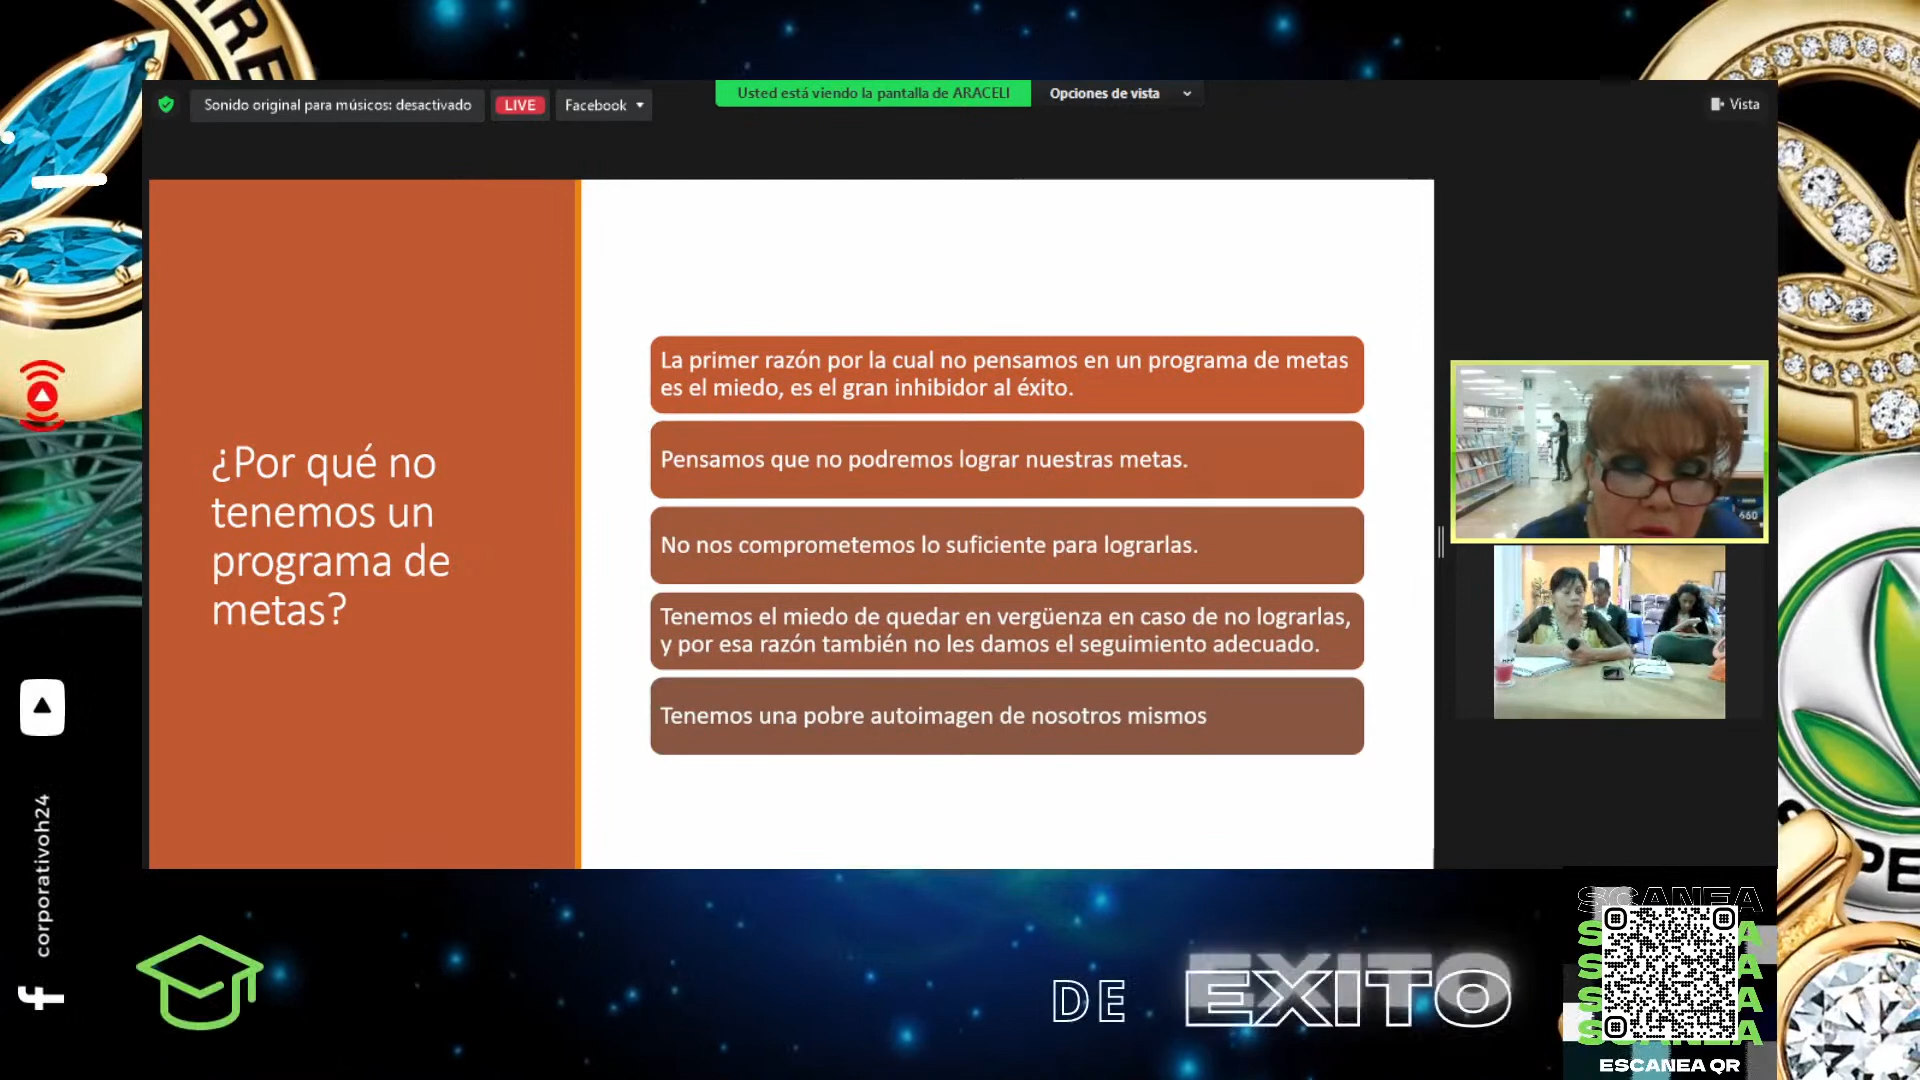 Sonido original para músicos: desactivado
LIVE
Facebook
Usted está viendo la pantalla de ARACELI
Opciones de vista
Vista
¿Por qué no
tenemos un
programa de
metas?
La primer razón por la cual no pensamos en un programa de metas
es el miedo, es el gran inhibidor al éxito.
Pensamos que no podremos lograr nuestras metas.
No nos comprometemos lo suficiente para lograrlas.
Tenemos el miedo de quedar en vergüenza en caso de no lograrlas,
y por esa razón también no les damos el seguimiento adecuado.
Tenemos una pobre autoimagen de nosotros mismos
460
corporativoh24
DE EXITO
SCANEA
ESCANEA QR